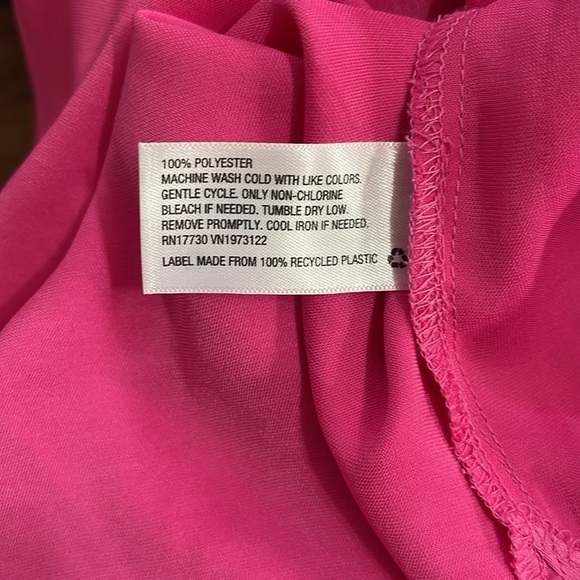 100% POLYESTER
MACHINE WASH COLD WITH LIKE COLORS.
GENTLE CYCLE. ONLY NON-CHLORINE
BLEACH IF NEEDED. TUMBLE DRY LOW.
REMOVE PROMPTLY. COOL IRON IF NEEDED.
RN17730 VN1973122
LABEL MADE FROM 100% RECYCLED PLASTIC